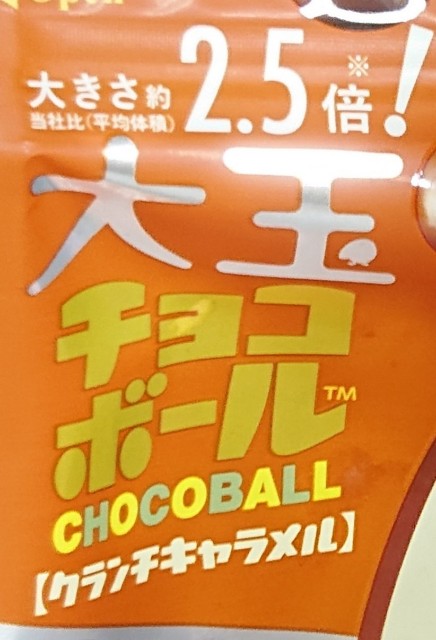 Open
大きさ約2.5倍!
※
当社比(平均体積)
大玉
チョコ
ボール™
CHOCOBALL
【クランチキャラメル】